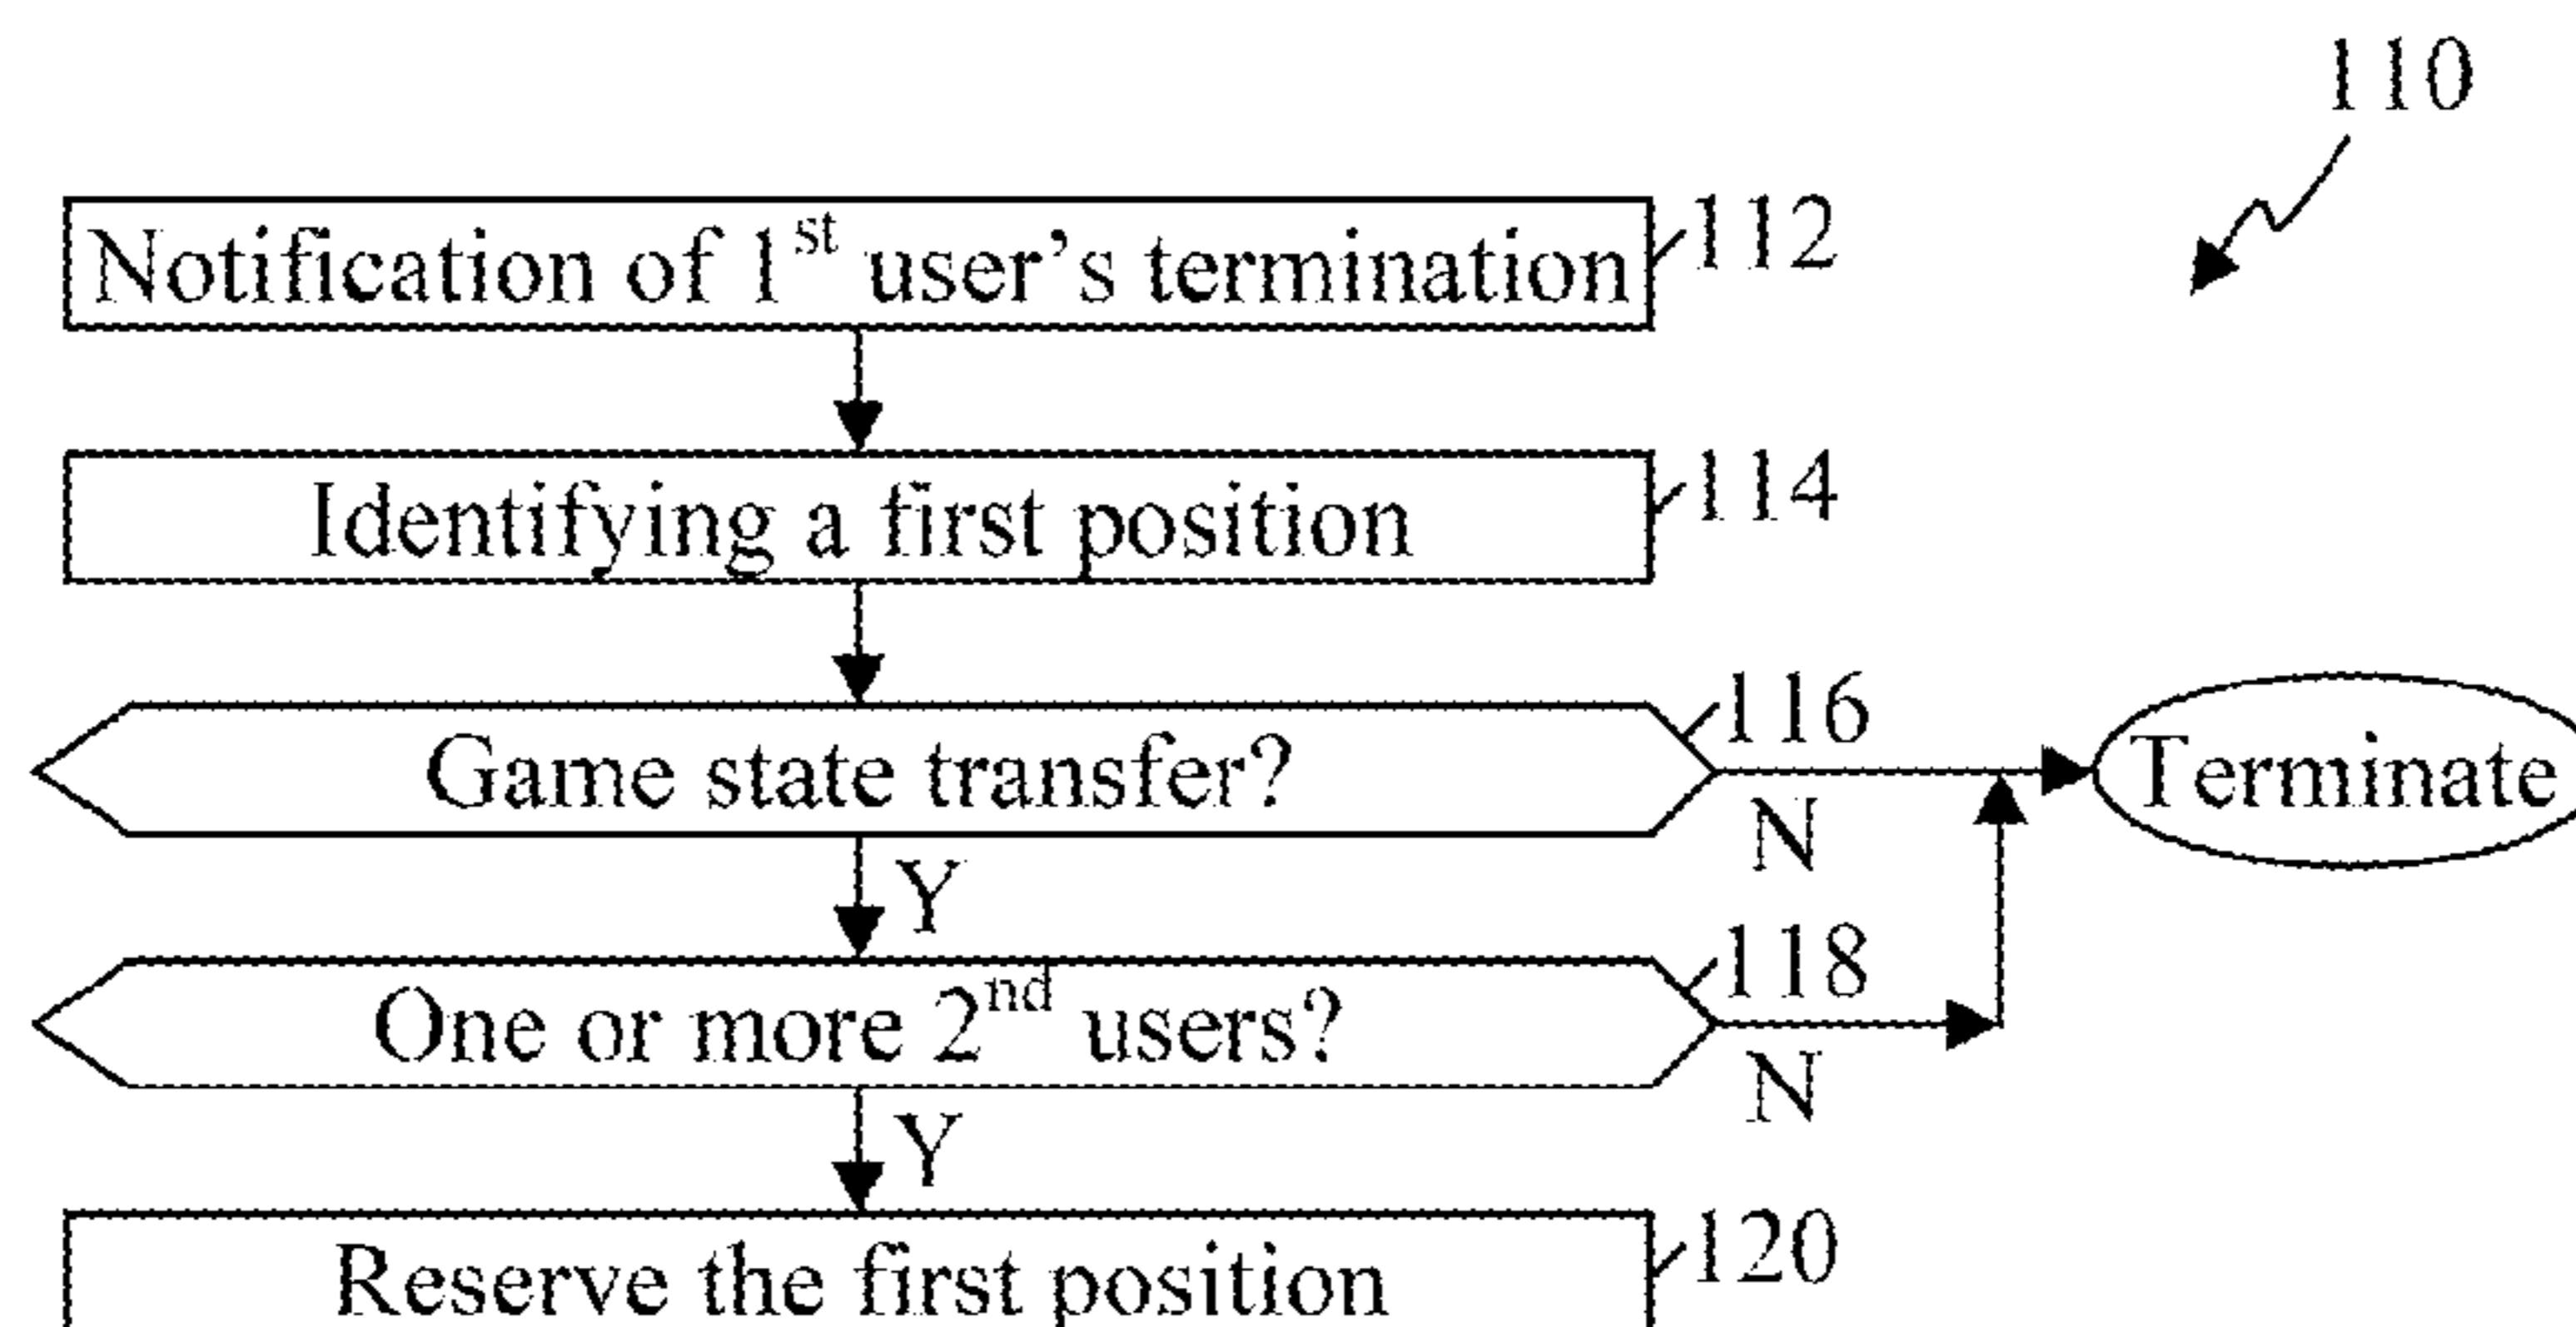 110
Notification of 1st user's termination 112
Identifying a first position 114
Game state transfer? 116
N
Terminate
Y
One or more 2nd users? 118
N
Y
Reserve the first position 120